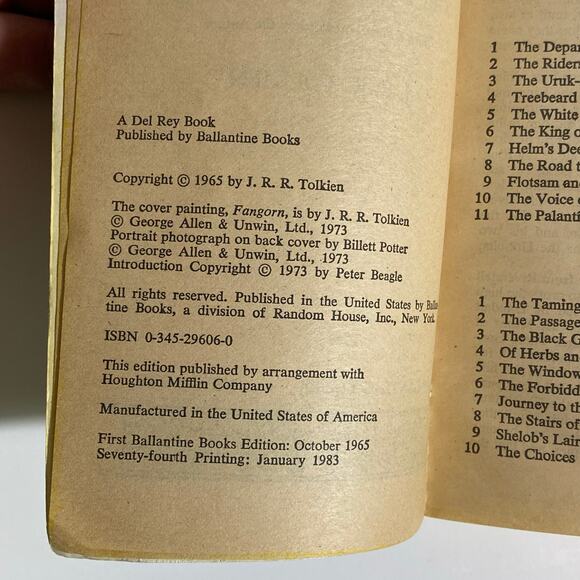 A Del Rey Book
Published by Ballantine Books
Copyright © 1965 by J. R. R. Tolkien
The cover painting, Fangorn, is by J. R. R. Tolkien
© George Allen & Unwin, Ltd., 1973
Portrait photograph on back cover by Billett Potter
© George Allen & Unwin, Ltd., 1973
Introduction Copyright © 1973 by Peter Beagle
All rights reserved. Published in the United States by Ballan
tine Books, a division of Random House, Inc., New York.
ISBN 0-345-29606-0
This edition published by arrangement with
Houghton Mifflin Company
Manufactured in the United States of America
First Ballantine Books Edition: October 1965
Seventy-fourth Printing: January 1983
1 The Depar
2 The Riders
3 The Uruk-
4 Treebeard
5 The White
6 The King o
7 Helm's Dee
8 The Road t
9 Flotsam an
10 The Voice o
11 The Palantí
1 The Taming
2 The Passage
3 The Black G
4 Of Herbs an
5 The Window
6 The Forbidd
7 Journey to th
8 The Stairs of
9 Shelob's Lair
10 The Choices